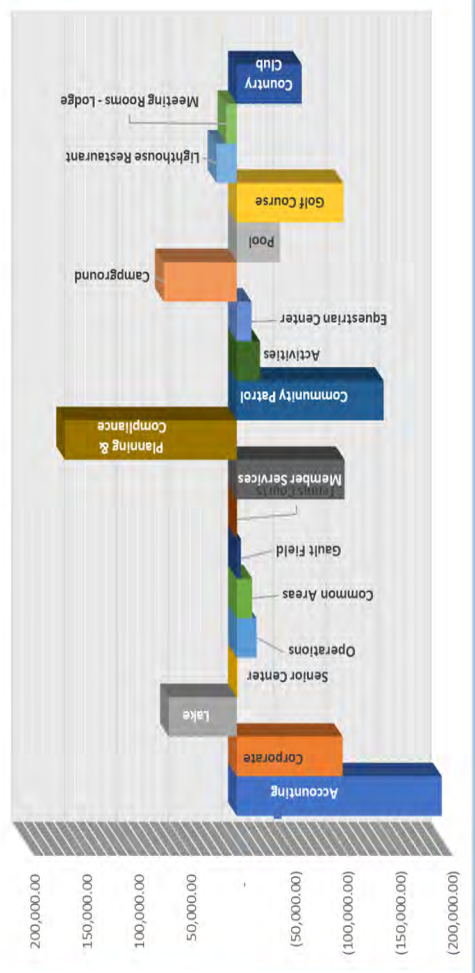 Country
Club
Meeting Rooms - Lodge
Lighthouse Restaurant
Golf Course
Pool
Campground
Equestrian Center
Activities
Community Patrol
Planning &
Compliance
Member Services
Tennis Courts
Gault Field
Common Areas
Operations
Senior Center
Lake
Corporate
Accounting
200,000.00
150,000.00
100,000.00
50,000.00
-
(50,000.00)
(100,000.00)
(150,000.00)
(200,000.00)